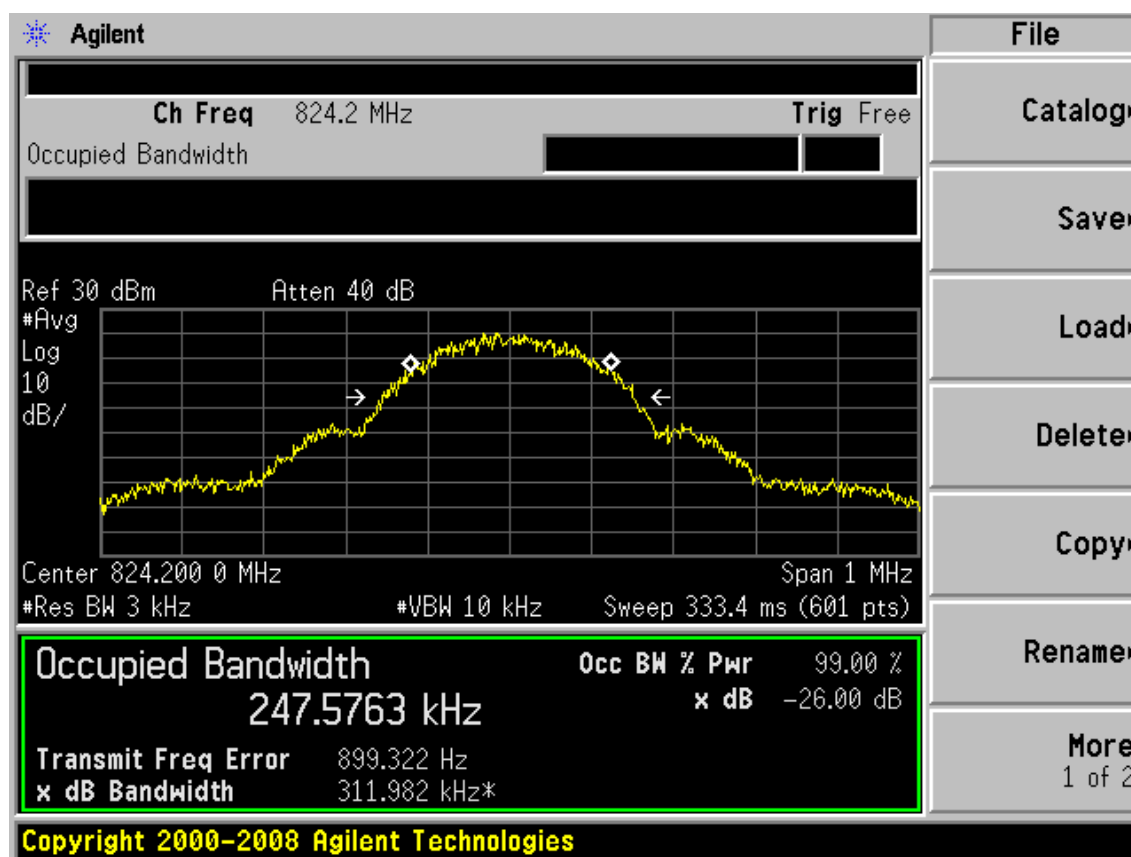 Agilent
File
Ch Freq 824.2 MHz Trig Free
Occupied Bandwidth
Catalog
Save
Ref 30 dBm Atten 40 dB
#Avg
Log
10
dB/
Load
Delete
Center 824.200 0 MHz Span 1 MHz
#Res BW 3 kHz #VBW 10 kHz Sweep 333.4 ms (601 pts)
Copy
Occupied Bandwidth Occ BW % Pwr 99.00 %
247.5763 kHz x dB -26.00 dB
Transmit Freq Error 899.322 Hz
x dB Bandwidth 311.982 kHz*
Rename
More
1 of 2
Copyright 2000-2008 Agilent Technologies